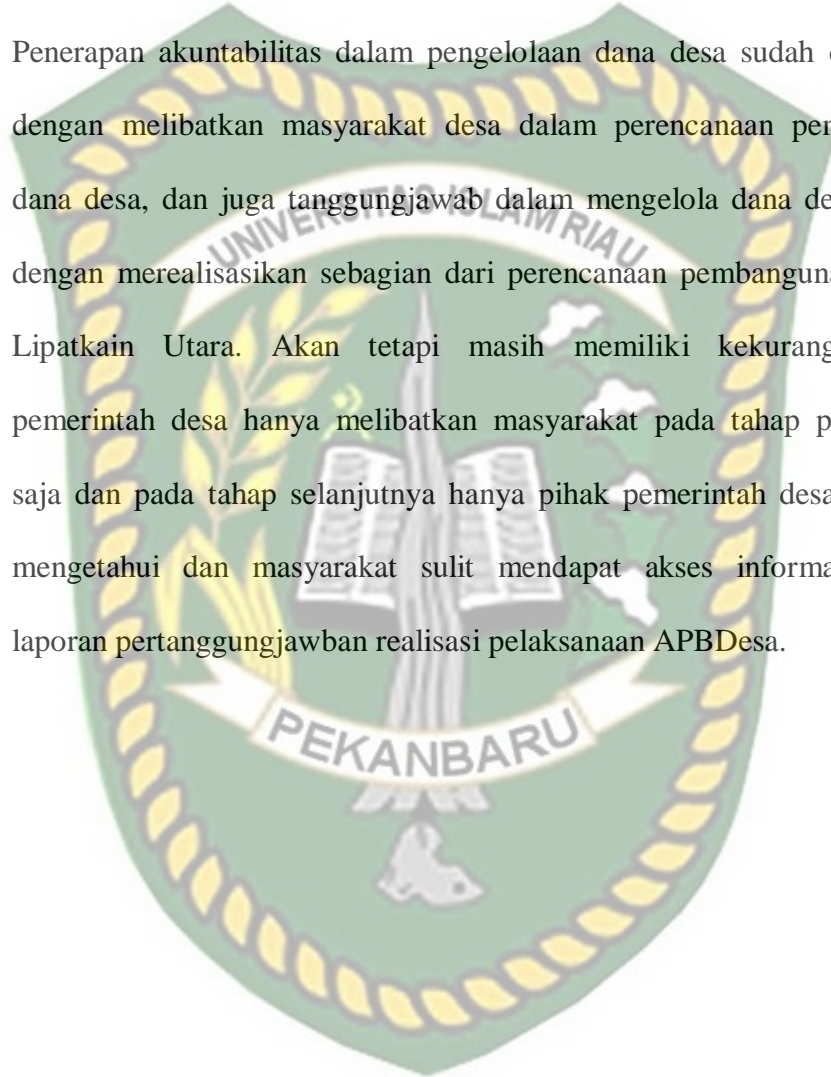 Penerapan akuntabilitas dalam pengelolaan dana desa sudah
dengan melibatkan masyarakat desa dalam perencanaan
dana desa, dan juga tanggungjawab dalam mengelola dana
dengan merealisasikan sebagian dari perencanaan
Lipatkain Utara. Akan tetapi masih memiliki
pemerintah desa hanya melibatkan masyarakat pada tahap
saja dan pada tahap selanjutnya hanya pihak pemerintah desa
mengetahui dan masyarakat sulit mendapat akses
laporan pertanggungjawban realisasi pelaksanaan APBDesa.
UNIVERSITAS ISLAM RIAU
PEKANBARU